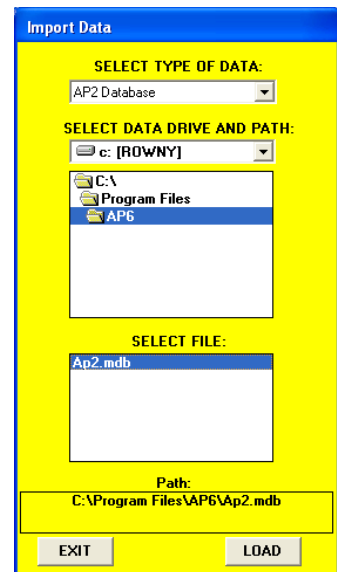 Import Data
SELECT TYPE OF DATA:
AP2 Database
SELECT DATA DRIVE AND PATH:
c: [ROWNY]
C:\
Program Files
AP6
SELECT FILE:
Ap2.mdb
Path:
C:\Program Files\AP6\Ap2.mdb
EXIT LOAD